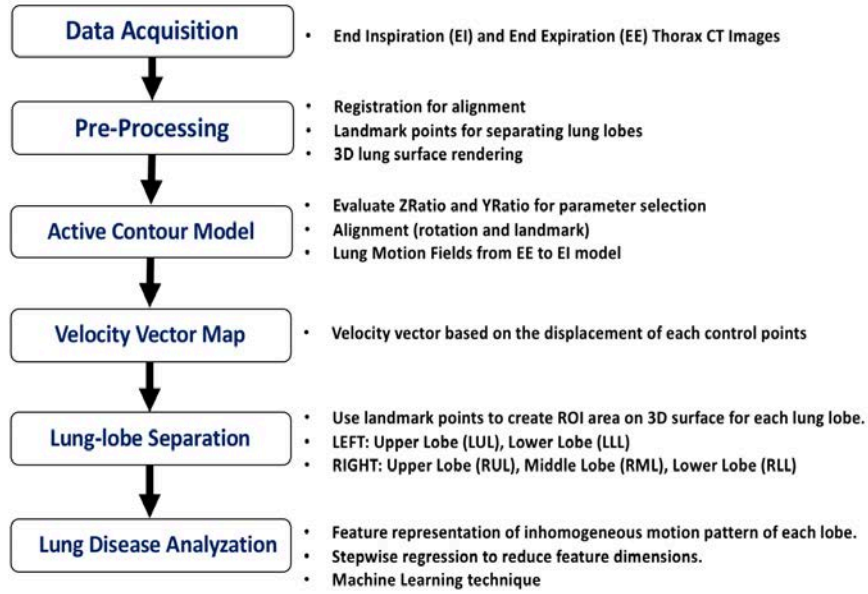 Data Acquisition
• End Inspiration (EI) and End Expiration (EE) Thorax CT Images
Pre-Processing
• Registration for alignment
• Landmark points for separating lung lobes
• 3D lung surface rendering
Active Contour Model
• Evaluate ZRatio and YRatio for parameter selection
• Alignment (rotation and landmark)
• Lung Motion Fields from EE to EI model
Velocity Vector Map
• Velocity vector based on the displacement of each control points
Lung-lobe Separation
• Use landmark points to create ROI area on 3D surface for each lung lobe.
• LEFT: Upper Lobe (LUL), Lower Lobe (LLL)
• RIGHT: Upper Lobe (RUL), Middle Lobe (RML), Lower Lobe (RLL)
Lung Disease Analyzation
• Feature representation of inhomogeneous motion pattern of each lobe.
• Stepwise regression to reduce feature dimensions.
• Machine Learning technique